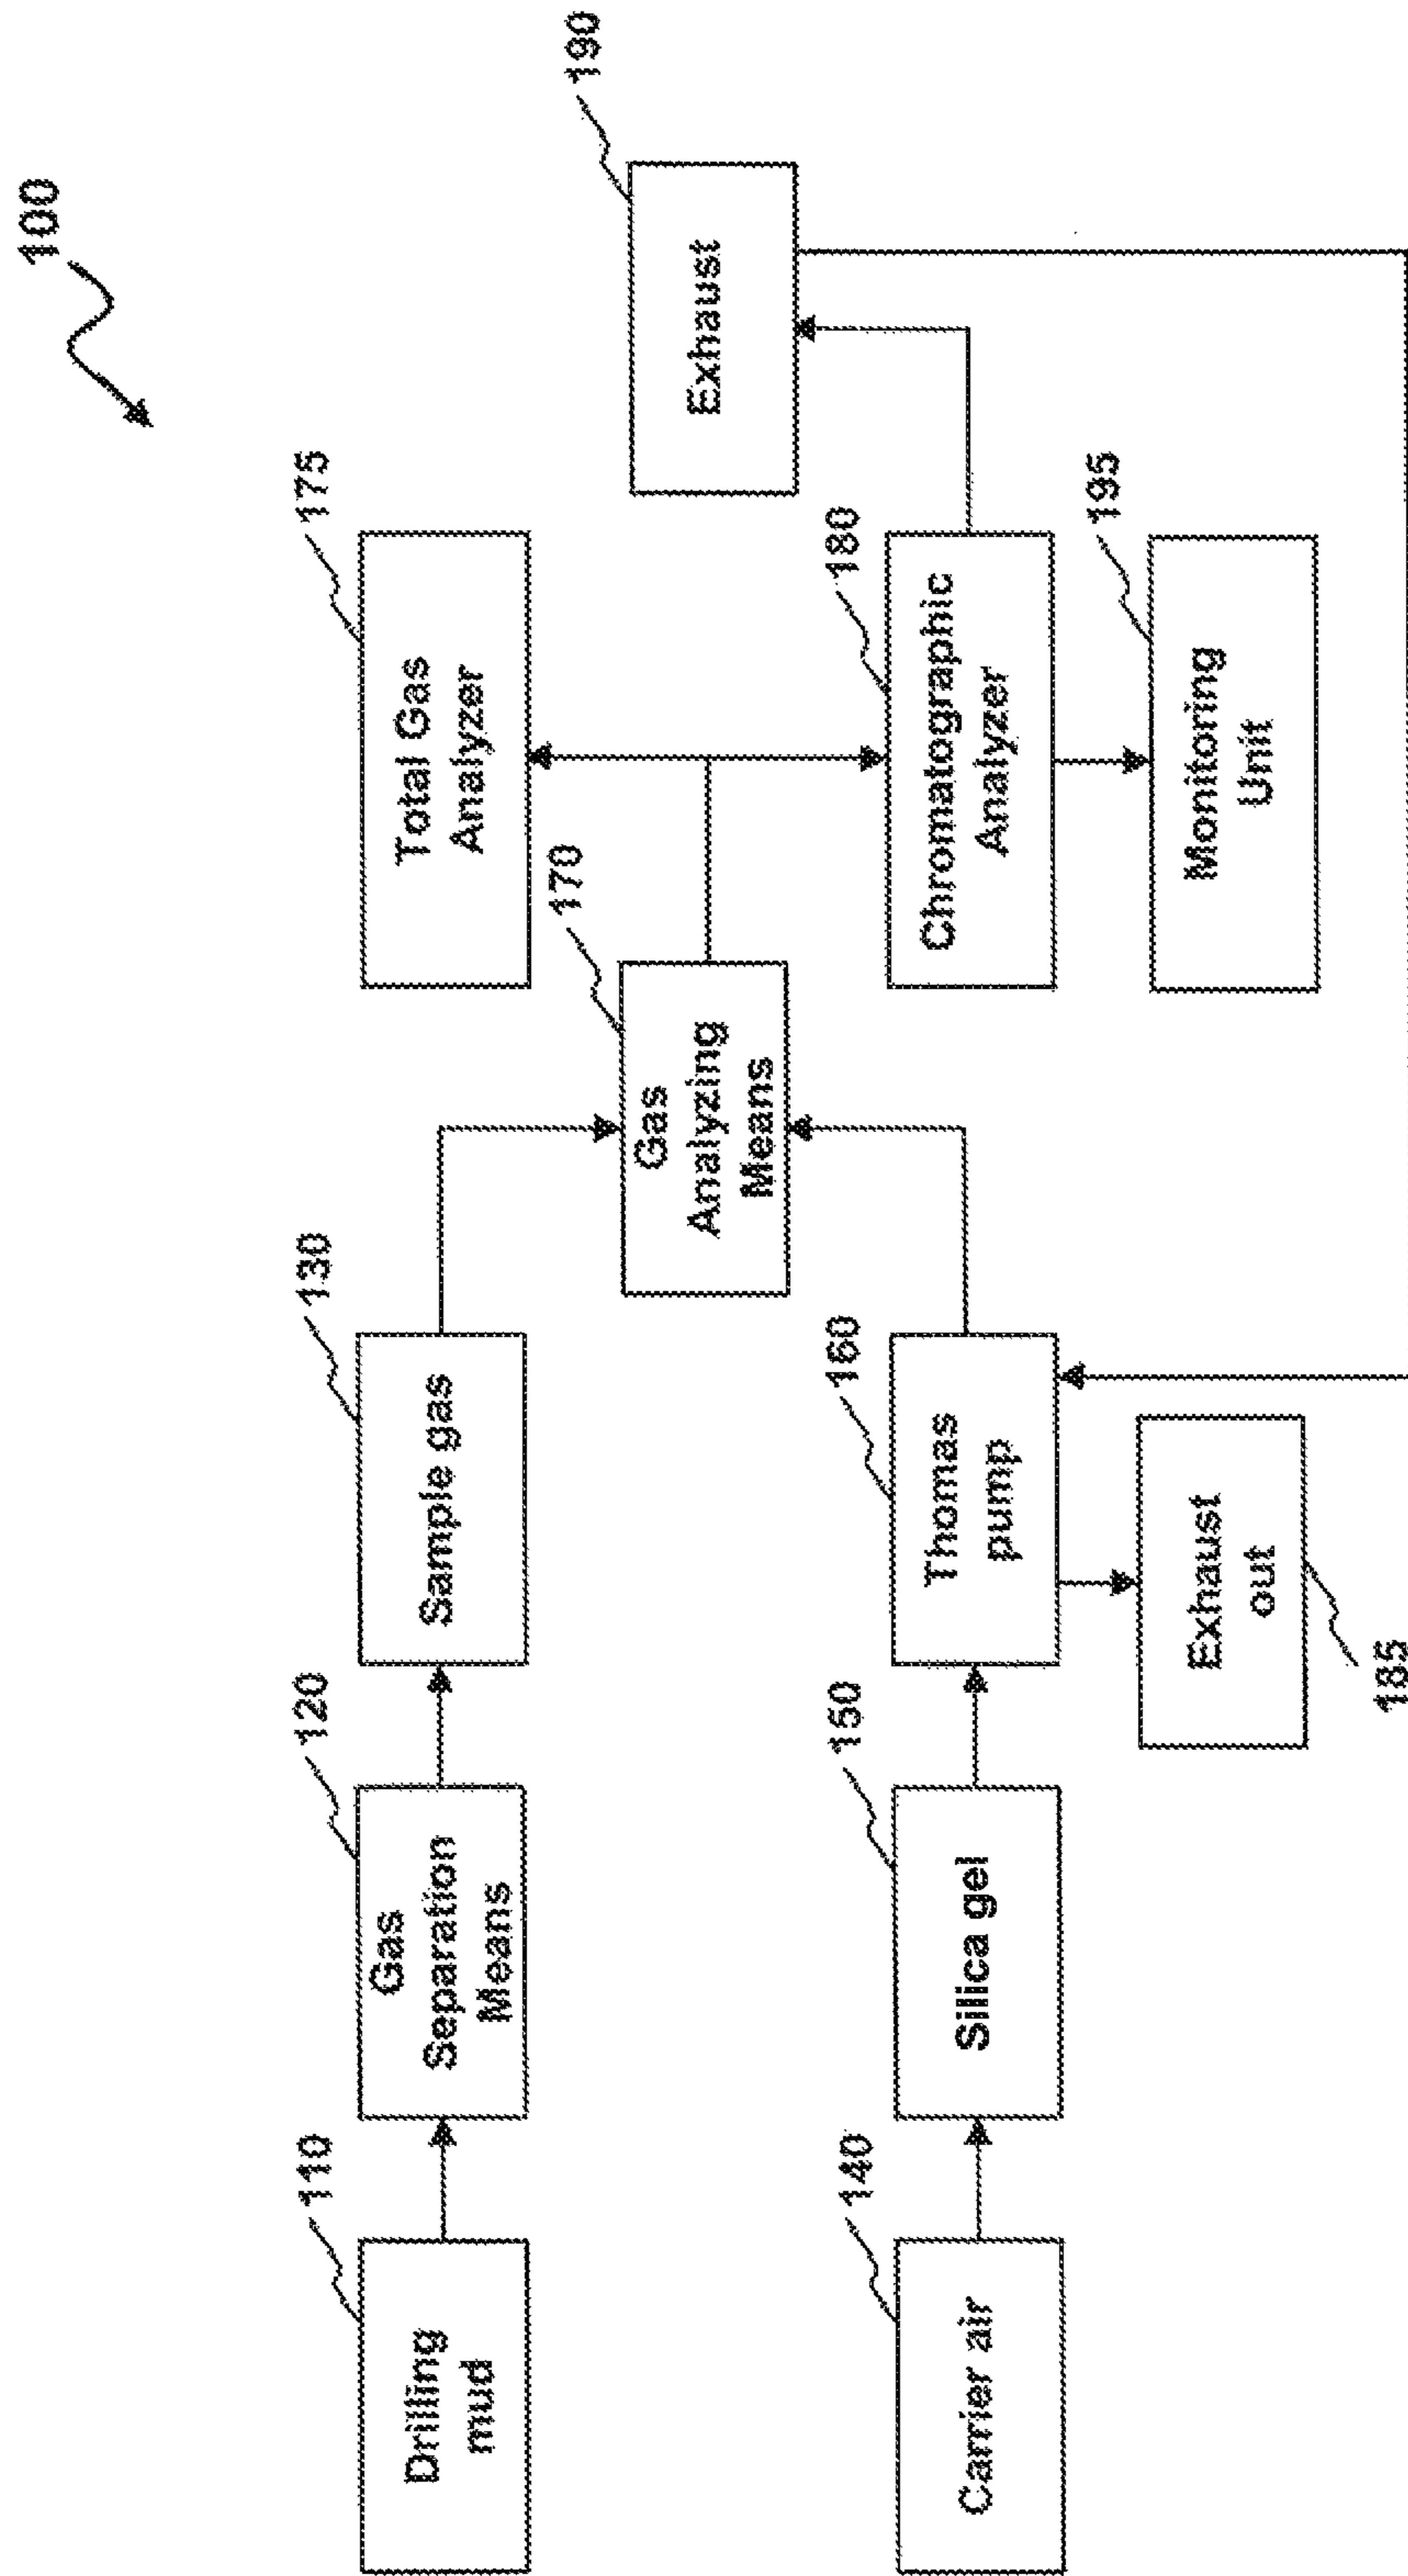 100
110
Drilling
mud
120
Gas
Separation
Means
130
Sample gas
140
Carrier air
150
Silica gel
160
Thomas
pump
185
Exhaust
out
170
Gas
Analyzing
Means
175
Total Gas
Analyzer
180
Chromatographic
Analyzer
195
Monitoring
Unit
190
Exhaust